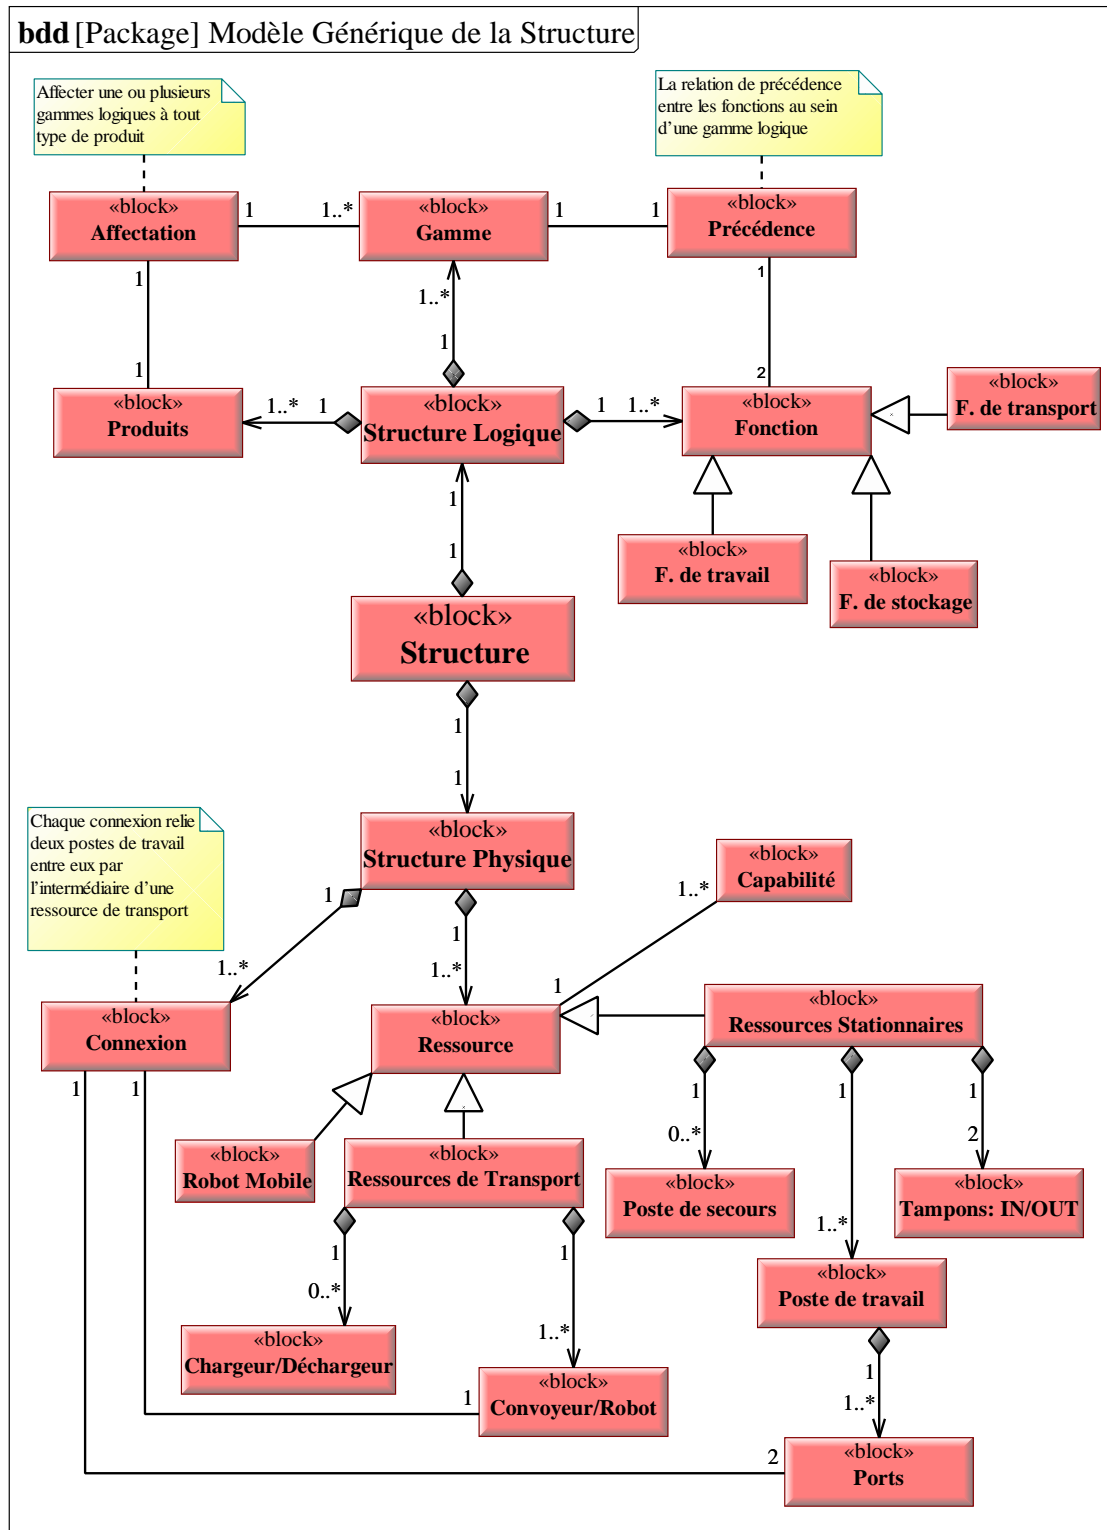 bdd [Package] Modèle Générique de la Structure
Affecter une ou plusieurs
gammes logiques à tout
type de produit
La relation de précédence
entre les fonctions au sein
d’une gamme logique
«block»
Affectation
1
1..*
«block»
Gamme
1
1
«block»
Précédence
1
1
1..*
1
1
2
«block»
Produits
1..*
1
«block»
Structure Logique
1
1..*
«block»
Fonction
«block»
F. de transport
1
1
«block»
F. de travail
«block»
F. de stockage
«block»
Structure
1
1
Chaque connexion relie
deux postes de travail
entre eux par
l’intermédiaire d’une
ressource de transport
«block»
Structure Physique
«block»
Capabilité
1
1..*
1
1..*
1..*
1
«block»
Connexion
«block»
Ressource
«block»
Ressources Stationnaires
1
1
1
1
1
0..*
2
1..*
«block»
Robot Mobile
«block»
Ressources de Transport
«block»
Poste de secours
«block»
Tampons: IN/OUT
1
1
0..*
1..*
«block»
Poste de travail
«block»
Chargeur/Déchargeur
1
«block»
Convoyeur/Robot
1
1..*
2
«block»
Ports